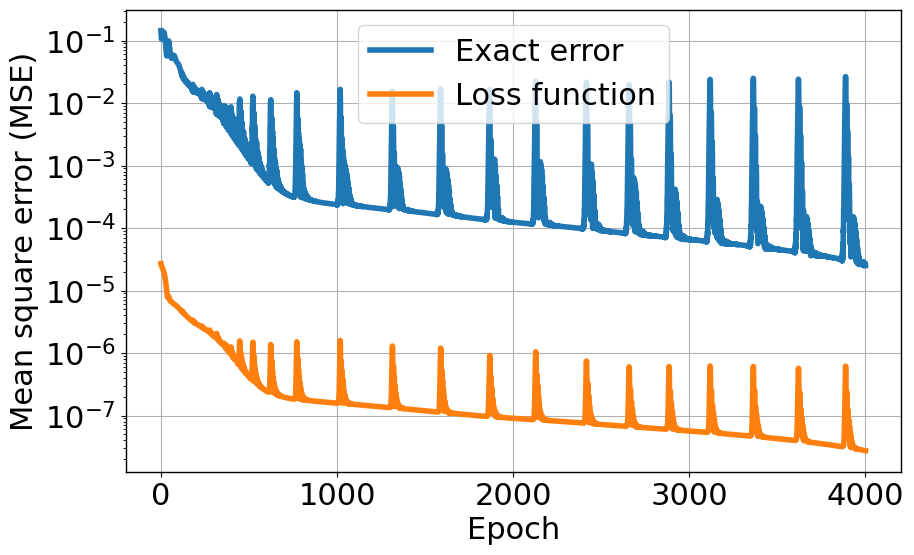 Mean square error (MSE)
10⁻¹
10⁻²
10⁻³
10⁻⁴
10⁻⁵
10⁻⁶
10⁻⁷
Exact error
Loss function
0 1000 2000 3000 4000
Epoch